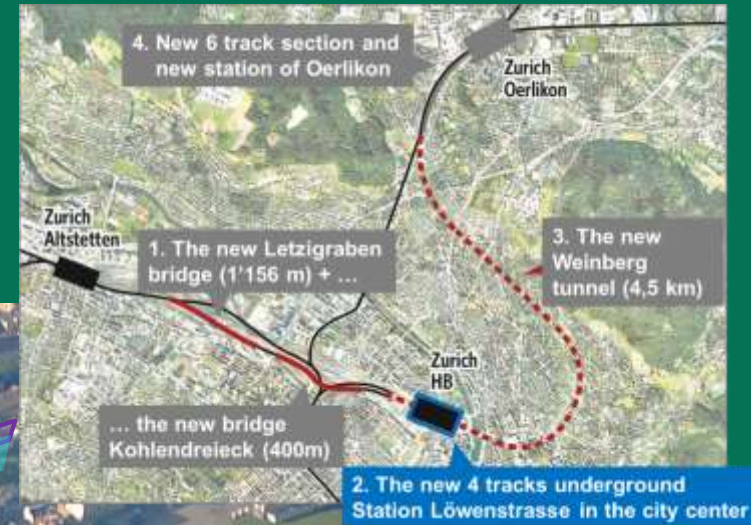 4. New 6 track section and
new station of Oerlikon
Zurich
Oerlikon
Zurich
Altstetten
1. The new Letzigraben
bridge (1'156 m) + ...
3. The new
Weinberg
tunnel (4,5 km)
Zurich
HB
... the new bridge
Kohlendreieck (400m)
2. The new 4 tracks underground
Station Löwenstrasse in the city center